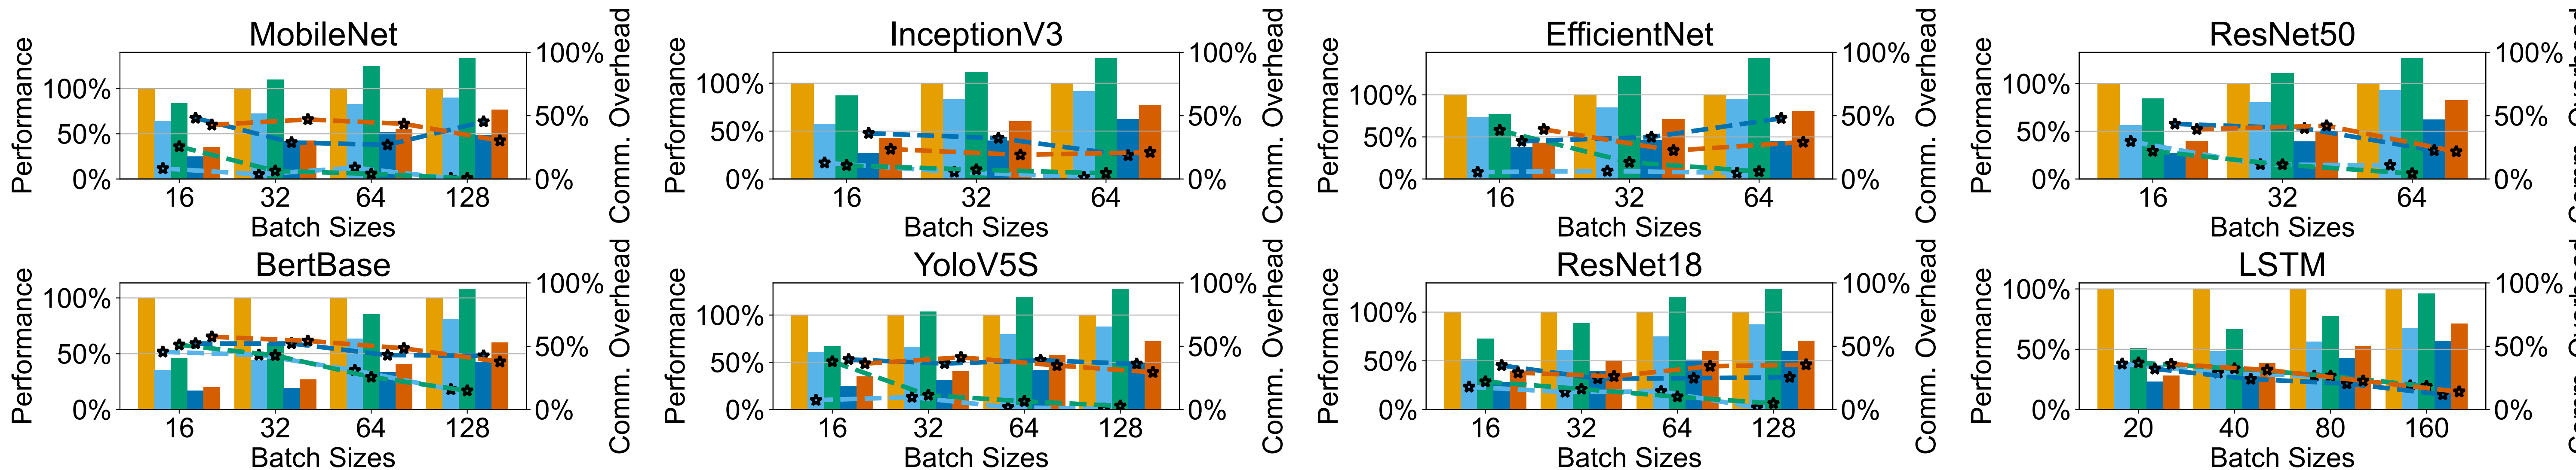 MobileNet
Performance
100%
50%
0%
100%
50%
0%
Comm. Overhead
16 32 64 128
Batch Sizes
InceptionV3
Performance
100%
50%
0%
100%
50%
0%
Comm. Overhead
16 32 64
Batch Sizes
EfficientNet
Performance
100%
50%
0%
100%
50%
0%
Comm. Overhead
16 32 64
Batch Sizes
ResNet50
Performance
100%
50%
0%
100%
50%
0%
Comm. Overhead
16 32 64
Batch Sizes
BertBase
Performance
100%
50%
0%
100%
50%
0%
Comm. Overhead
16 32 64 128
Batch Sizes
YoloV5S
Performance
100%
50%
0%
100%
50%
0%
Comm. Overhead
16 32 64 128
Batch Sizes
ResNet18
Performance
100%
50%
0%
100%
50%
0%
Comm. Overhead
16 32 64 128
Batch Sizes
LSTM
Performance
100%
50%
0%
100%
50%
0%
Comm. Overhead
20 40 80 160
Batch Sizes